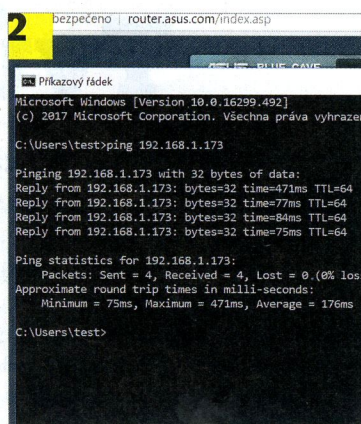 2
bezpečeno | router.asus.com/index.asp
Příkazový řádek
Microsoft Windows [Version 10.0.16299.492]
(c) 2017 Microsoft Corporation. Všechna práva vyhrazen
C:\Users\test>ping 192.168.1.173
Pinging 192.168.1.173 with 32 bytes of data:
Reply from 192.168.1.173: bytes=32 time=471ms TTL=64
Reply from 192.168.1.173: bytes=32 time=77ms TTL=64
Reply from 192.168.1.173: bytes=32 time=84ms TTL=64
Reply from 192.168.1.173: bytes=32 time=75ms TTL=64
Ping statistics for 192.168.1.173:
Packets: Sent = 4, Received = 4, Lost = 0 (0% los
Approximate round trip times in milli-seconds:
Minimum = 75ms, Maximum = 471ms, Average = 176ms
C:\Users\test>